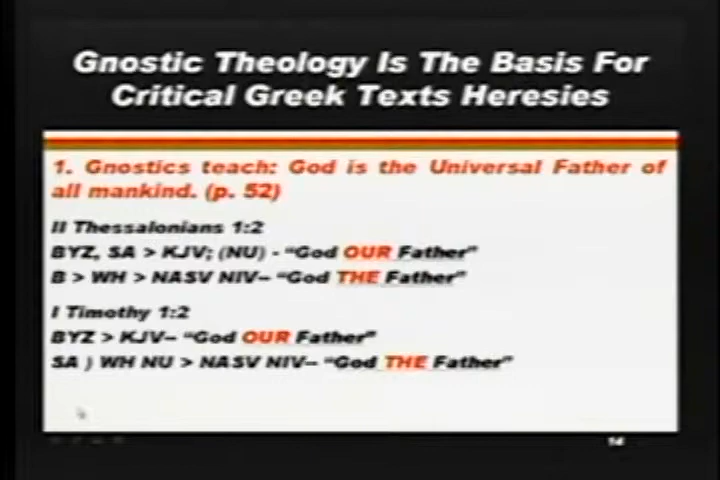 Gnostic Theology Is The Basis For
Critical Greek Texts Heresies
1. Gnostics teach: God is the Universal Father of
all mankind. (p. 52)
II Thessalonians 1:2
BYZ, SA > KJV; (NU) - “God OUR Father”
B > WH > NASV NIV– “God THE Father”
I Timothy 1:2
BYZ > KJV– “God OUR Father”
SA ) WH NU > NASV NIV– “God THE Father”
14